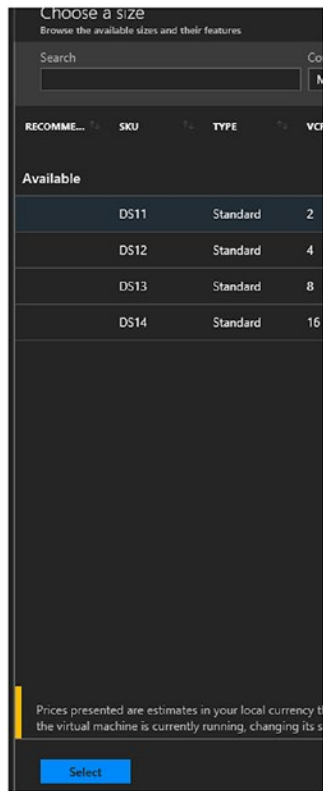 Choose a size
Browse the available sizes and their features
Search
RECOMME... SKU TYPE
Available
DS11 Standard 2
DS12 Standard 4
DS13 Standard 8
DS14 Standard 16
Prices presented are estimates in your local currency
the virtual machine is currently running, changing its
Select